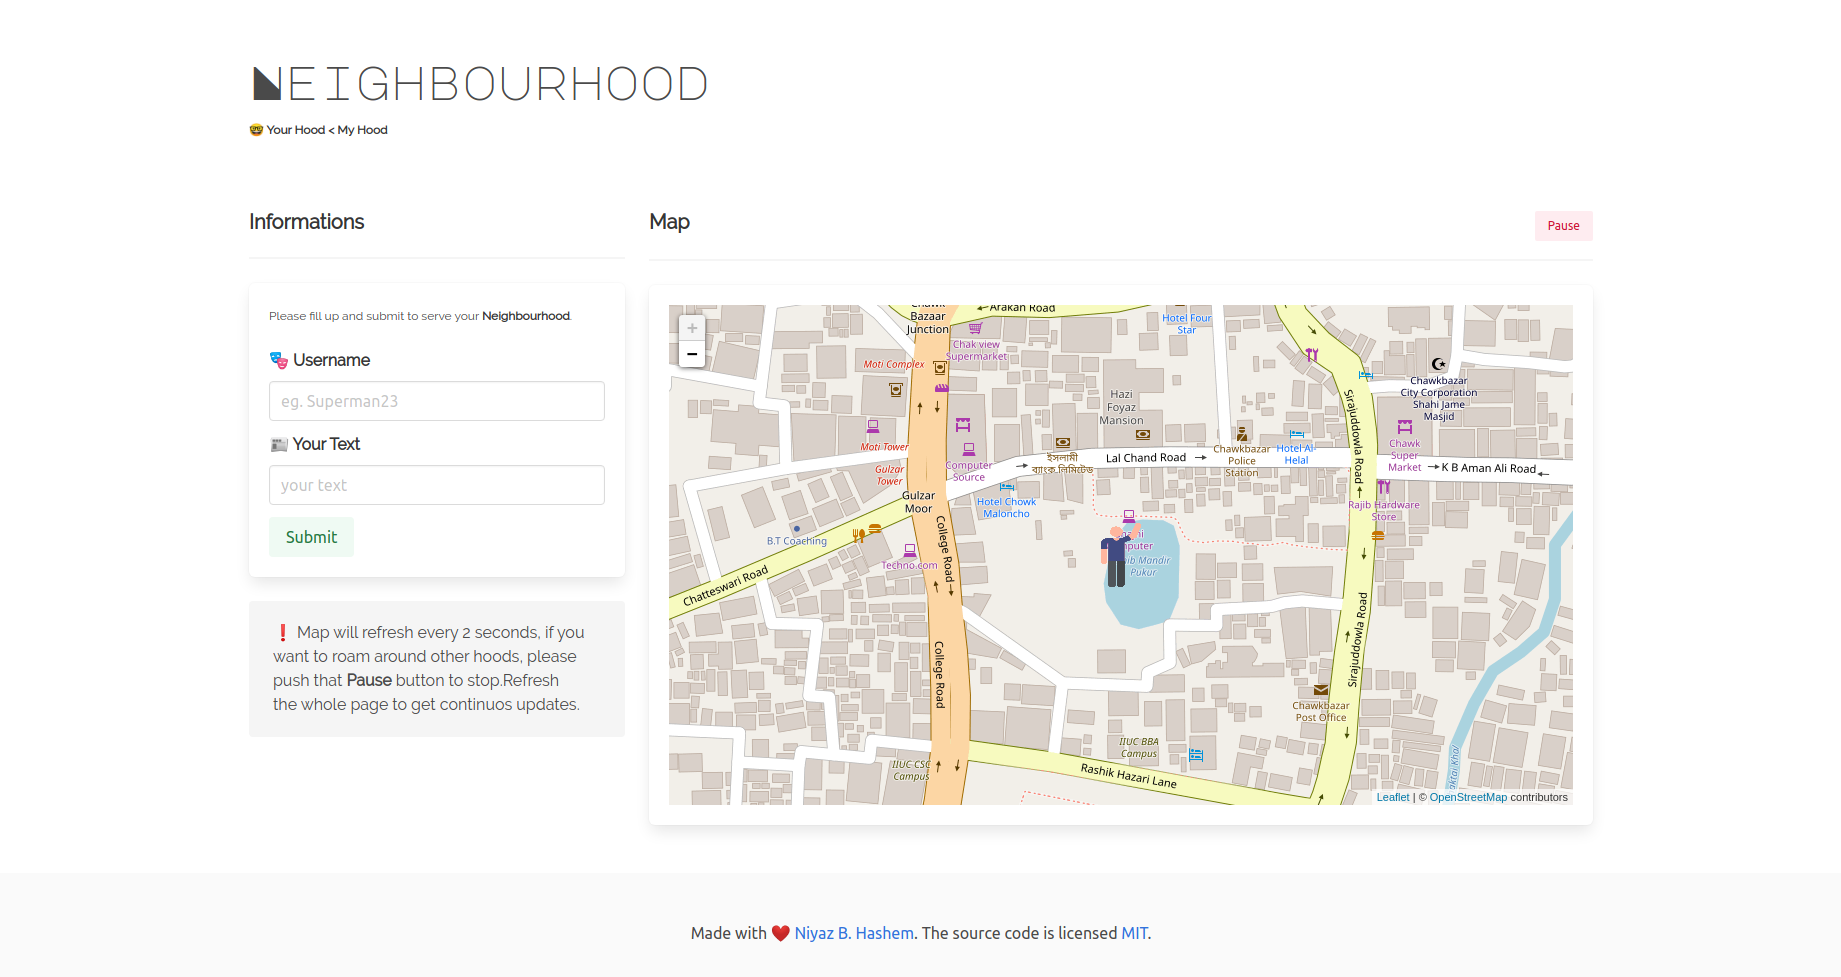 NEIGHBOURHOOD
🤓 Your Hood < My Hood
Informations
Please fill up and submit to serve your Neighbourhood.
🎭 Username
eg. Superman23
📰 Your Text
your text
Submit
❗ Map will refresh every 2 seconds, if you
want to roam around other hoods, please
push that Pause button to stop.Refresh
the whole page to get continuos updates.
Map
Pause
+
−
Bazaar
Junction
Arakan Road
Hotel Four
Star
Chak view
Supermarket
Moti Complex
Hazi
Foyaz
Mansion
Chawkbazar
City Corporation
Shahi Jame
Masjid
Sirajuddowla Road
Moti Tower
Gulzar
Tower
Computer
Source
ইসলামী
ব্যাংক লিমিটেড
Lal Chand Road
Chawkbazar
Police
Station
Hotel Al-
Helal
Chawk
Super
Market
K B Aman Ali Road
Gulzar
Moor
Hotel Chowk
Maloncho
Rajib Hardware
Store
B.T Coaching
Techno.com
College Road
Pukur
Chatteswari Road
College Road
Sirajuddowla Road
Chawkbazar
Post Office
IIUC BBA
Campus
IIUC CSC
Campus
Rashik Hazari Lane
Leaflet | © OpenStreetMap contributors
Made with ❤️ Niyaz B. Hashem. The source code is licensed MIT.